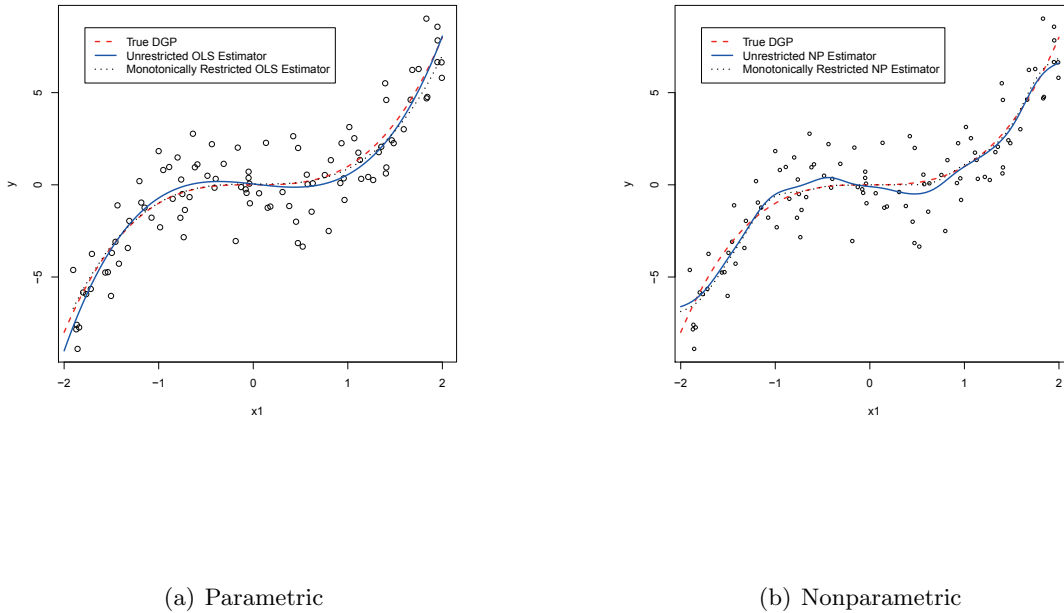 True DGP
Unrestricted OLS Estimator
Monotonically Restricted OLS Estimator
y
5
0
−5
−2
−1
0
1
2
x1
True DGP
Unrestricted NP Estimator
Monotonically Restricted NP Estimator
y
5
0
−5
−2
−1
0
1
2
x1
(a) Parametric
(b) Nonparametric